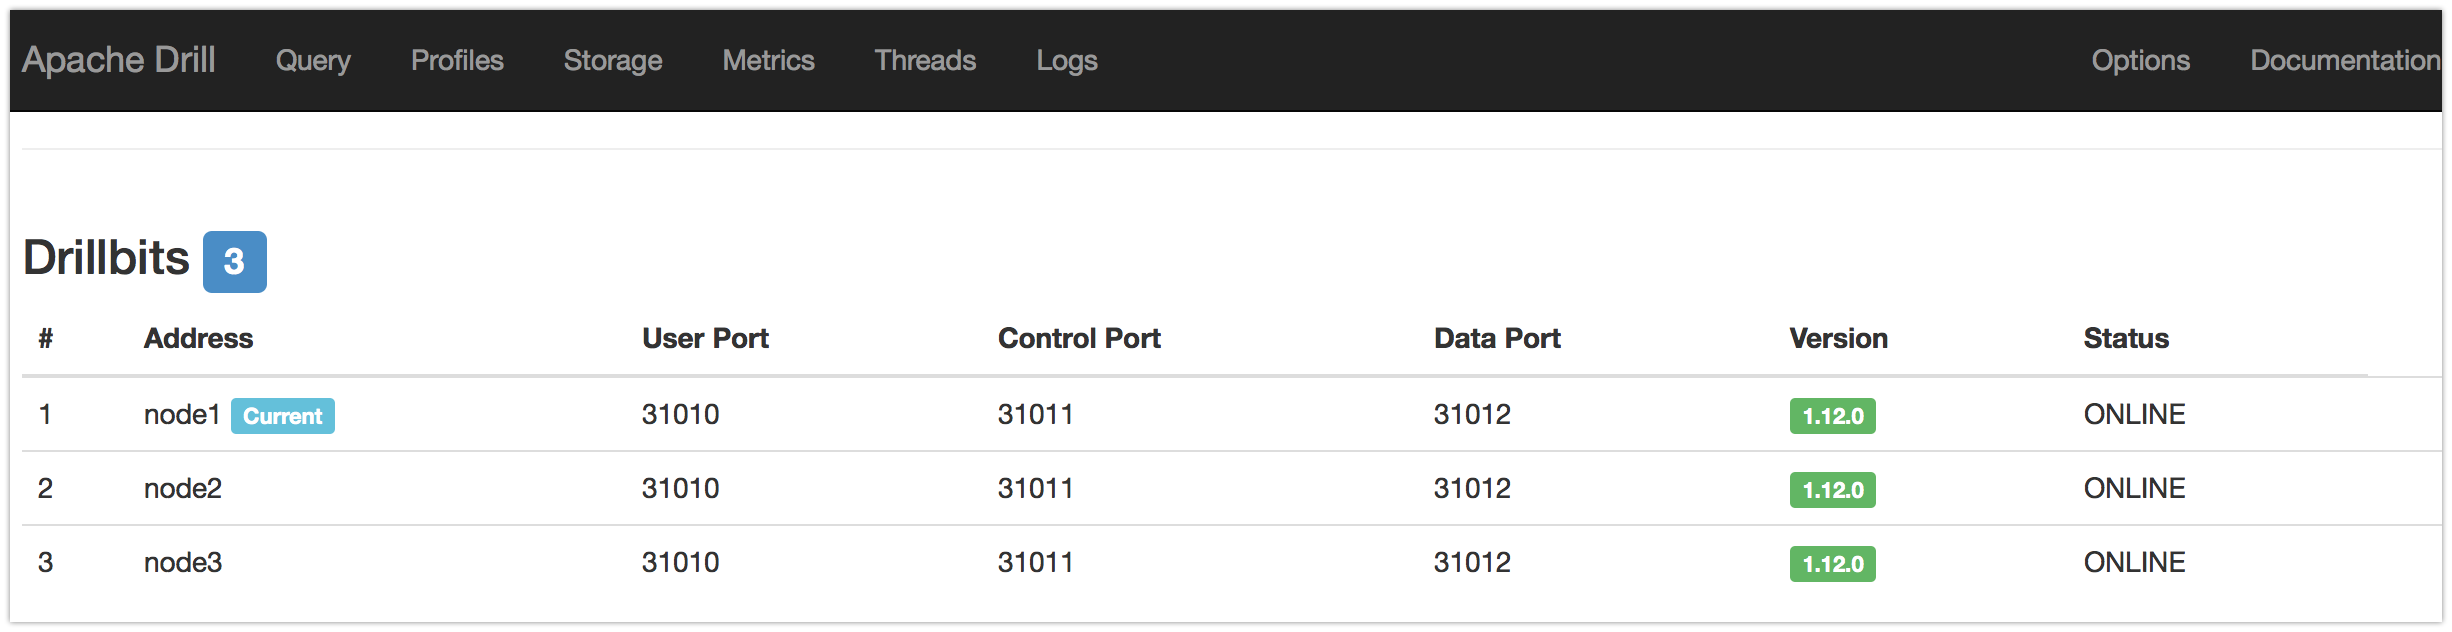 Apache Drill Query Profiles Storage Metrics Threads Logs Options Documentation
Drillbits 3
# Address User Port Control Port Data Port Version Status
1 node1 Current 31010 31011 31012 1.12.0 ONLINE
2 node2 31010 31011 31012 1.12.0 ONLINE
3 node3 31010 31011 31012 1.12.0 ONLINE